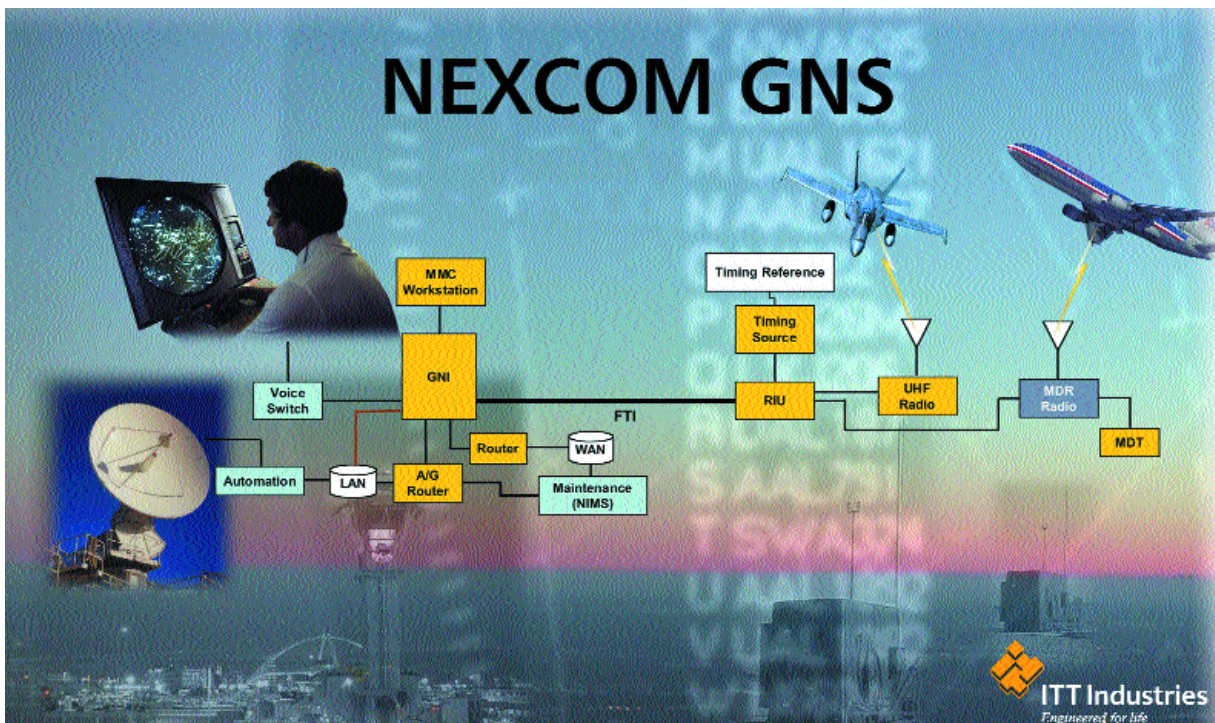 NEXCOM GNS
MMC
Workstation
Timing Reference
Timing
Source
GNI
Voice
Switch
FTI
RIU
UHF
Radio
MDR
Radio
Router
WAN
MDT
Automation
LAN
A/G
Router
Maintenance
(NIMS)
ITT Industries
Engineered for life